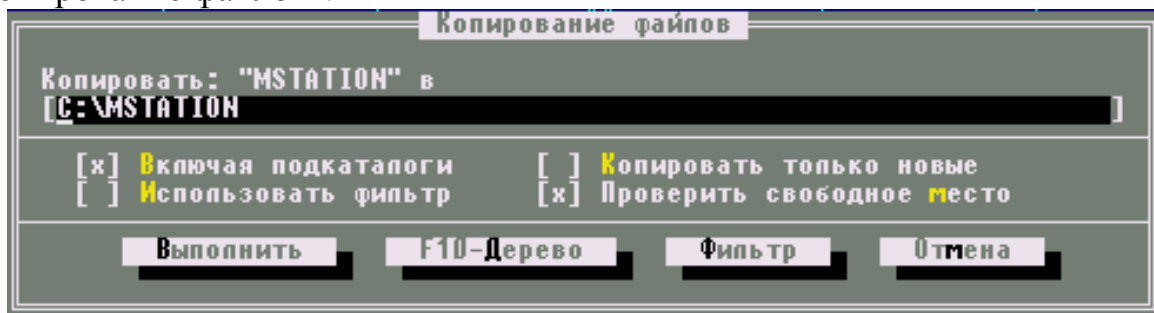 Копирование файлов
Копировать: "MSTATION" в
[C:\MSTATION ]
[x] Включая подкаталоги [ ] Копировать только новые
[ ] Использовать фильтр [x] Проверить свободное место
Выполнить F10-Дерево Фильтр Отмена